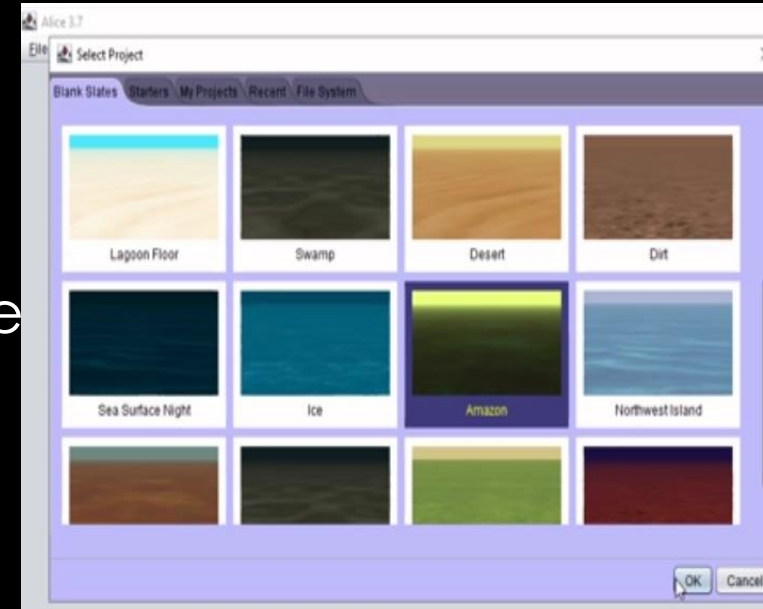 Alice 3.7
File
Select Project
Blank Slates Starters My Projects Recent File System
Lagoon Floor Swamp Desert Dirt
e
Sea Surface Night Ice Amazon Northwest Island
OK Cancel